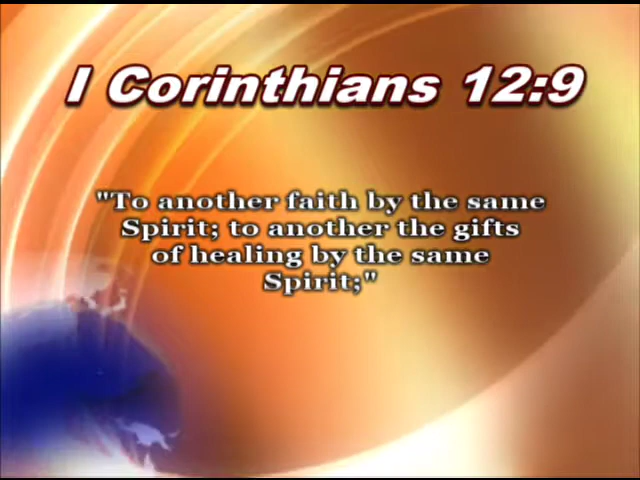 I Corinthians 12:9
"To another faith by the same
Spirit; to another the gifts
of healing by the same
Spirit;"